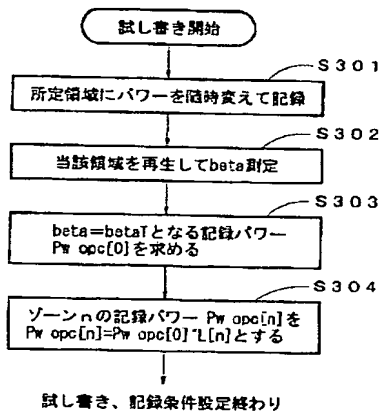 試し書き開始
S301
所定領域にパワーを随時変えて記録
S302
当該領域を再生してbeta測定
S303
beta=betaTとなる記録パワー
Pw opc[0]を求める
S304
ゾーンnの記録パワー Pw opc[n]を
Pw opc[n]=Pw opc[0]*L[n]とする
試し書き、記録条件設定終わり